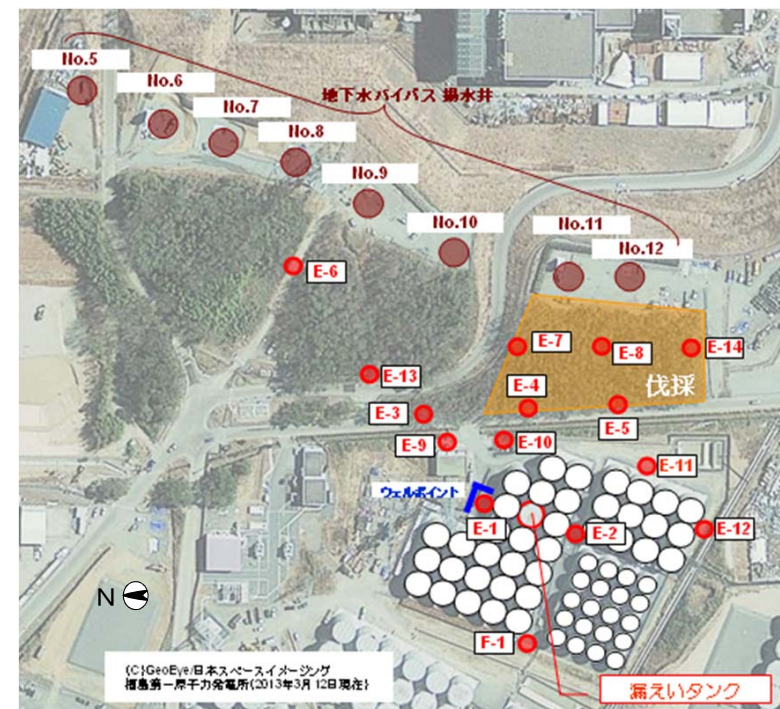 No.5
No.6
No.7
No.8
地下水バイパス 揚水井
No.9
No.10
No.11
No.12
E-6
E-7
E-8
E-14
E-13
伐採
E-4
E-3
E-5
E-9
E-10
E-11
ウェルポイント
E-1
E-2
E-12
N
F-1
(C)GeoEye/日本スペースイメージング
福島第一原子力発電所(2013年3月12日現在)
漏えいタンク